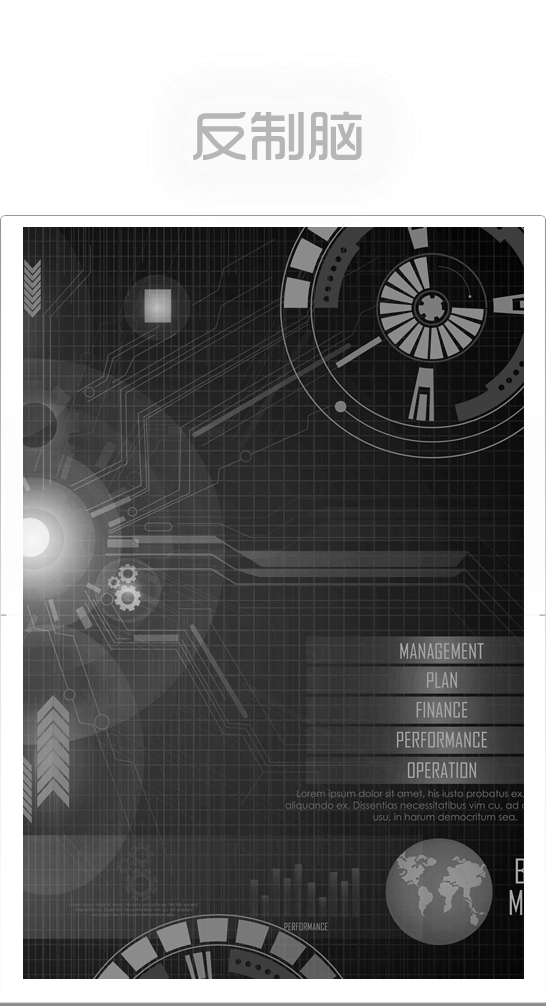 反制脑
MANAGEMENT
PLAN
FINANCE
PERFORMANCE
OPERATION
Lorem ipsum dolor sit amet, his iusto probatus ex,
aliquando ex. Dissentias necessitatibus vim cu, ad
usu, in harum democritum sea.
PERFORMANCE